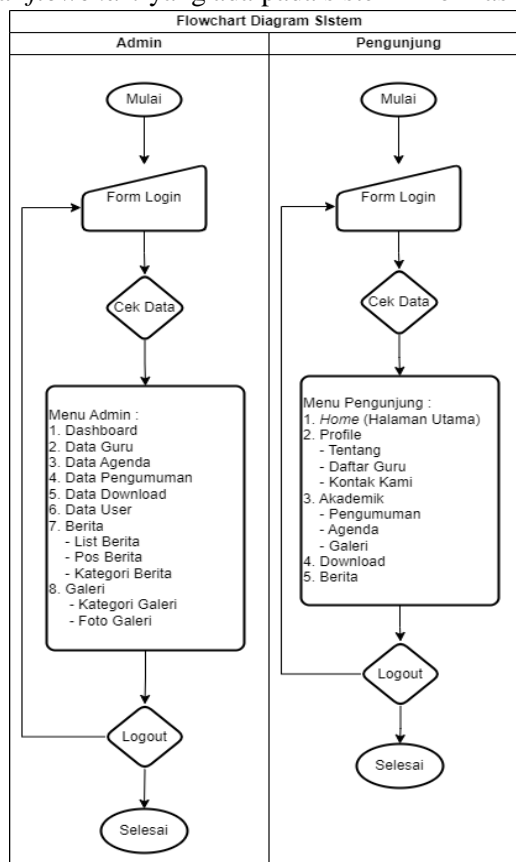 Flowchart Diagram SIstem
Admin
Mulai
Form Login
Cek Data
Menu Admin :
1. Dashboard
2. Data Guru
3. Data Agenda
4. Data Pengumuman
5. Data Download
6. Data User
7. Berita
- List Berita
- Pos Berita
- Kategori Berita
8. Galeri
- Kategori Galeri
- Foto Galeri
Logout
Selesai
Pengunjung
Mulai
Form Login
Cek Data
Menu Pengunjung :
1. Home (Halaman Utama)
2. Profile
- Tentang
- Daftar Guru
- Kontak Kami
3. Akademik
- Pengumuman
- Agenda
- Galeri
4. Download
5. Berita
Logout
Selesai